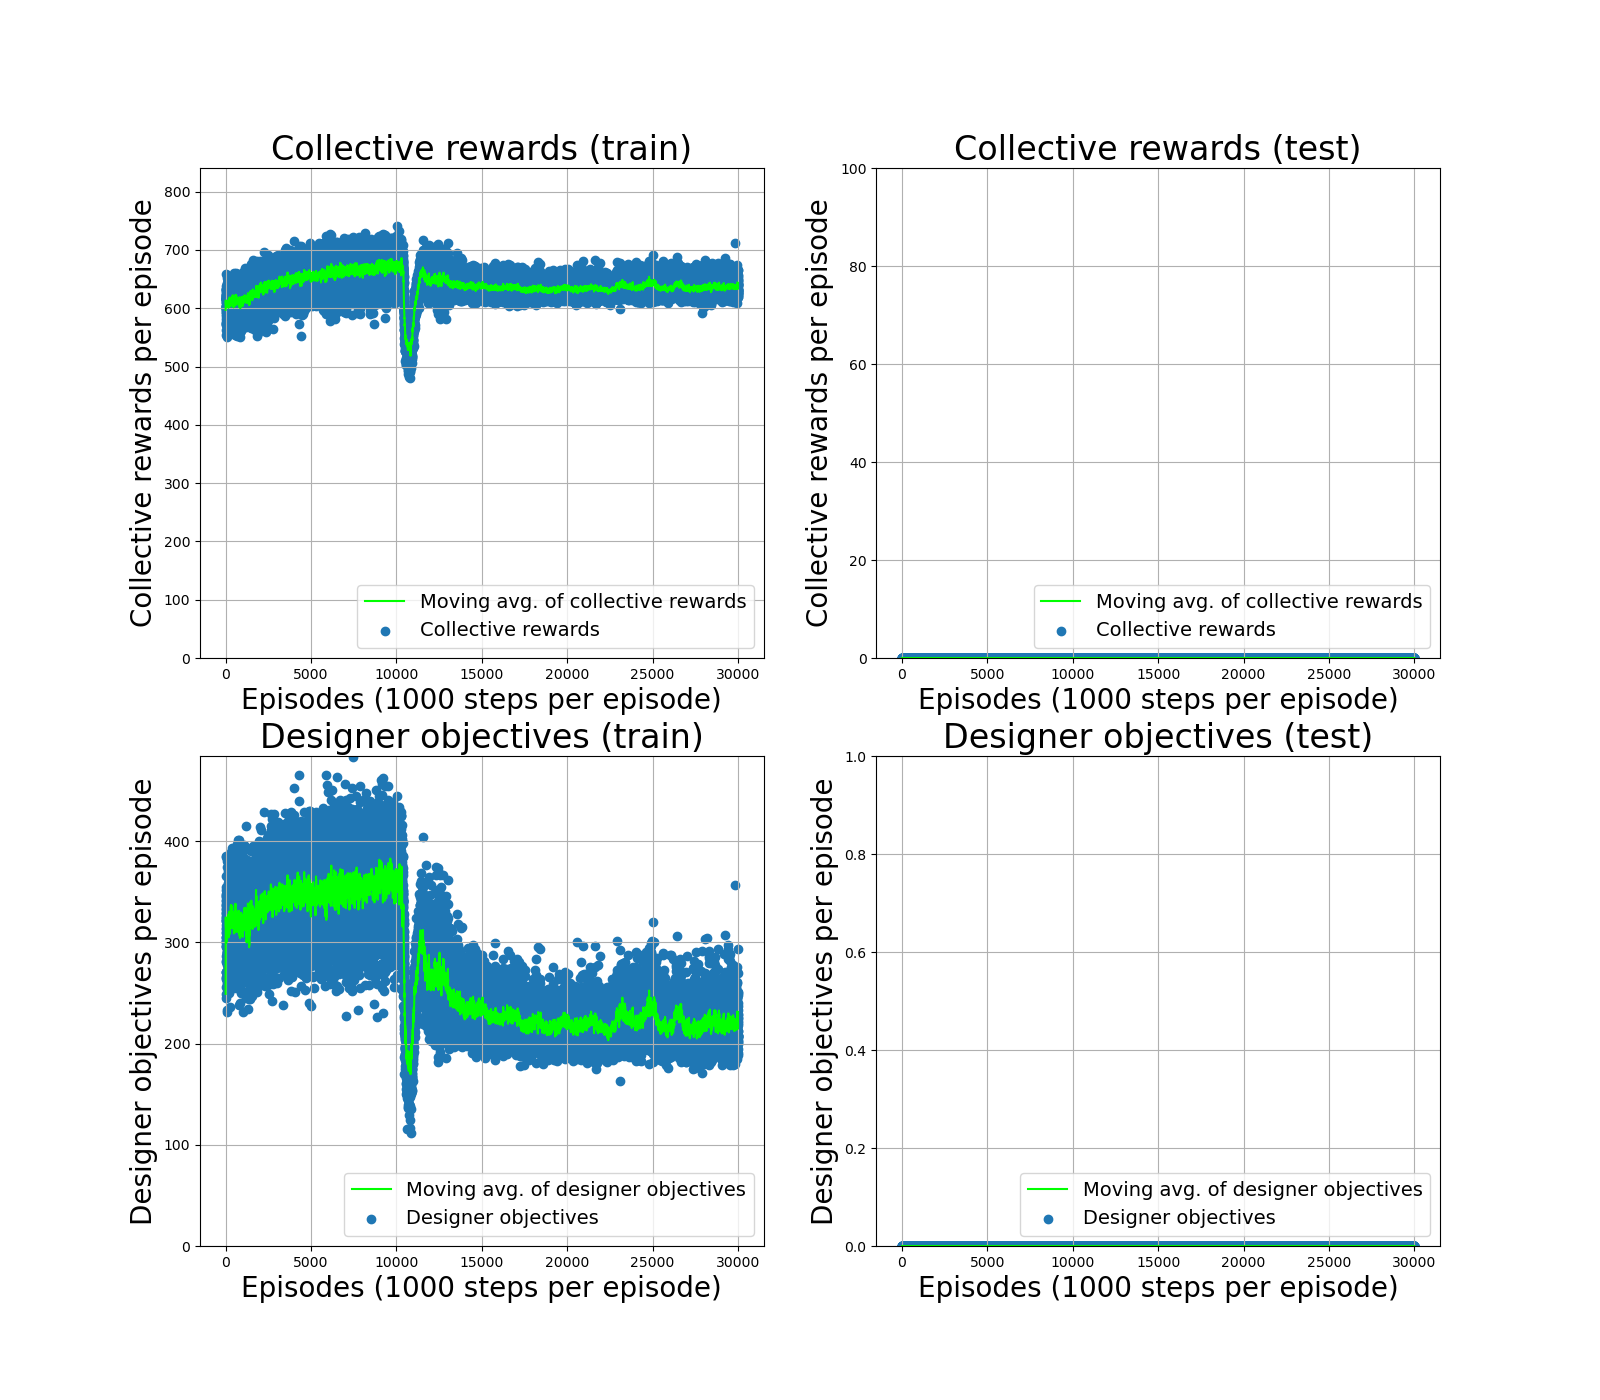 Collective rewards (train)
Collective rewards per episode
800
700
600
500
400
300
200
100
0
Moving avg. of collective rewards
Collective rewards
0 5000 10000 15000 20000 25000 30000
Episodes (1000 steps per episode)
Collective rewards (test)
Collective rewards per episode
100
80
60
40
20
0
Moving avg. of collective rewards
Collective rewards
0 5000 10000 15000 20000 25000 30000
Episodes (1000 steps per episode)
Designer objectives (train)
Designer objectives per episode
400
300
200
100
0
Moving avg. of designer objectives
Designer objectives
0 5000 10000 15000 20000 25000 30000
Episodes (1000 steps per episode)
Designer objectives (test)
Designer objectives per episode
1.0
0.8
0.6
0.4
0.2
0.0
Moving avg. of designer objectives
Designer objectives
0 5000 10000 15000 20000 25000 30000
Episodes (1000 steps per episode)